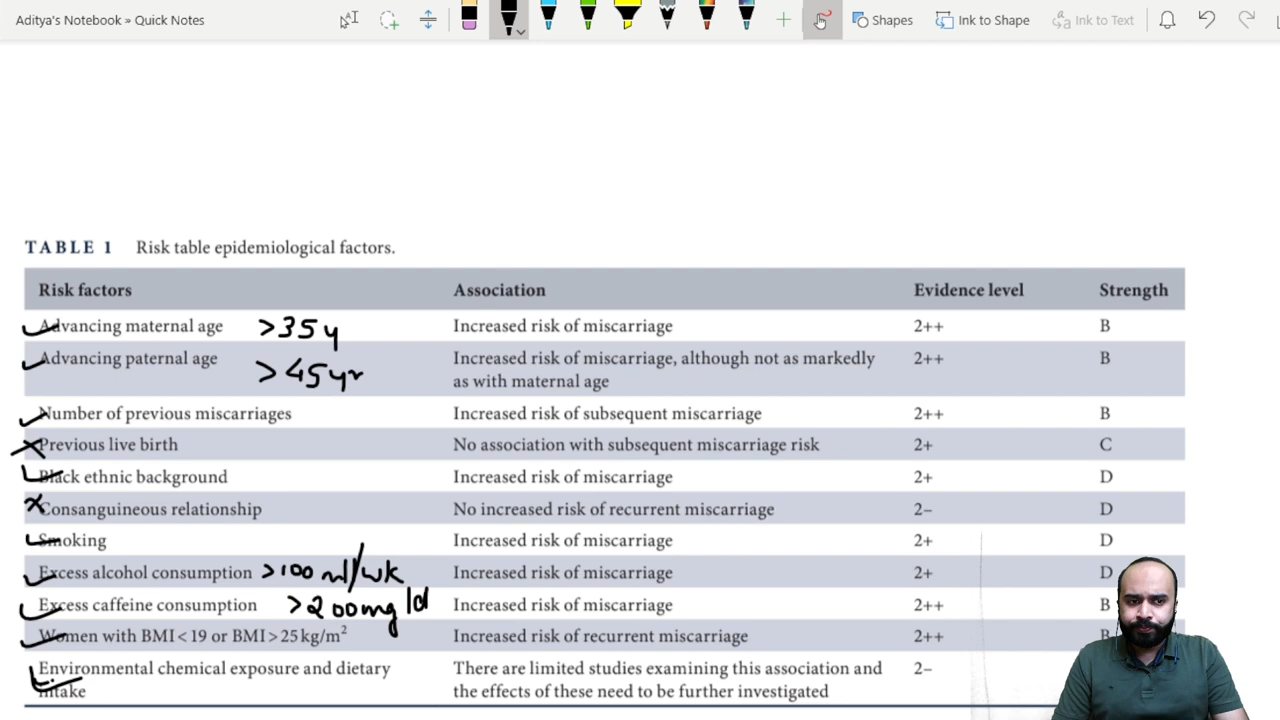 Aditya's Notebook » Quick Notes
Shapes
Ink to Shape
Ink to Text
TABLE 1 Risk table epidemiological factors.
Risk factors Association Evidence level Strength
Advancing maternal age >35y Increased risk of miscarriage 2++ B
Advancing paternal age >45yr Increased risk of miscarriage, although not as markedly as with maternal age 2++ B
Number of previous miscarriages Increased risk of subsequent miscarriage 2++ B
Previous live birth No association with subsequent miscarriage risk 2+ C
Black ethnic background Increased risk of miscarriage 2+ D
Consanguineous relationship No increased risk of recurrent miscarriage 2– D
Smoking Increased risk of miscarriage 2+ D
Excess alcohol consumption >100 ml/wk Increased risk of miscarriage 2+ D
Excess caffeine consumption >200mg/d Increased risk of miscarriage 2++ B
Women with BMI < 19 or BMI > 25 kg/m² Increased risk of recurrent miscarriage 2++ B
Environmental chemical exposure and dietary There are limited studies examining this association and 2–
intake the effects of these need to be further investigated